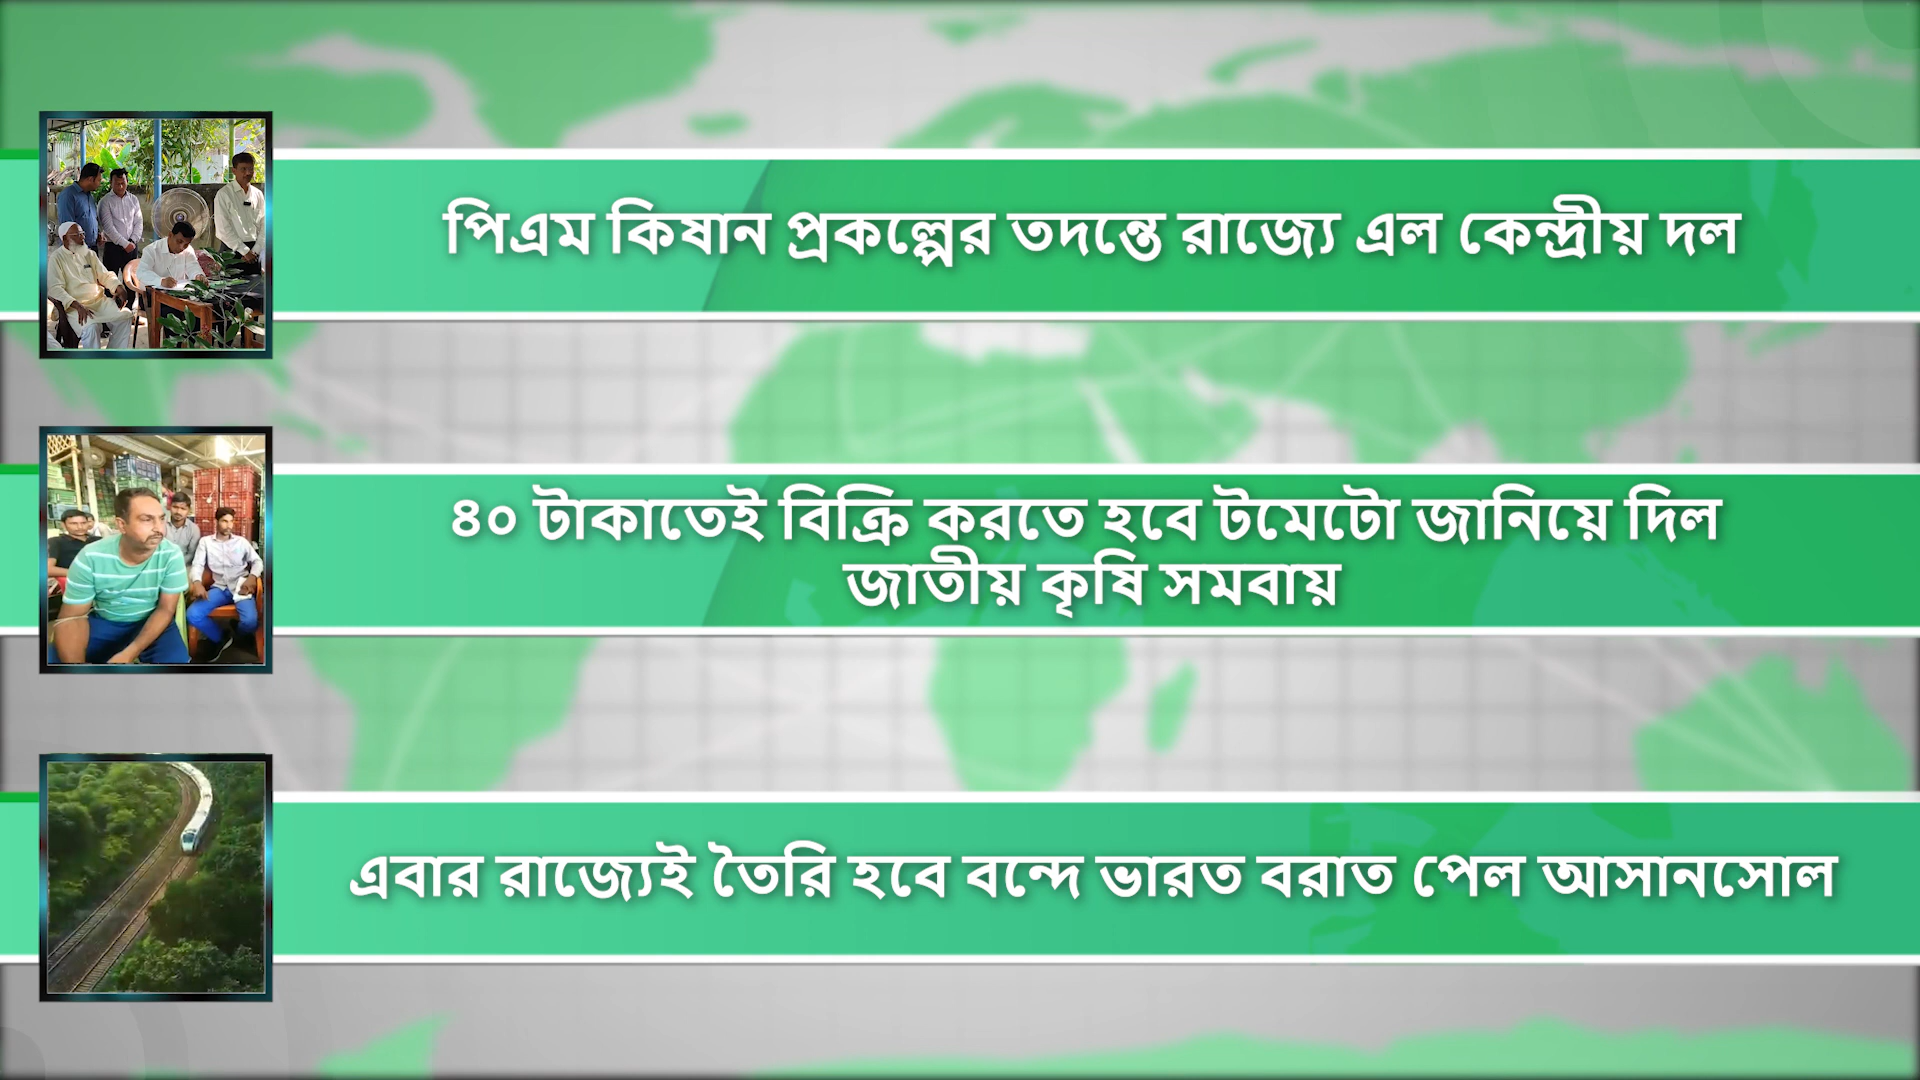 পিএম কিষান প্রকল্পের তদন্তে রাজ্যে এল কেন্দ্রীয় দল
৪০ টাকাতেই বিক্রি করতে হবে টমেটো জানিয়ে দিল
জাতীয় কৃষি সমবায়
এবার রাজ্যেই তৈরি হবে বন্দে ভারত বরাত পেল আসানসোল